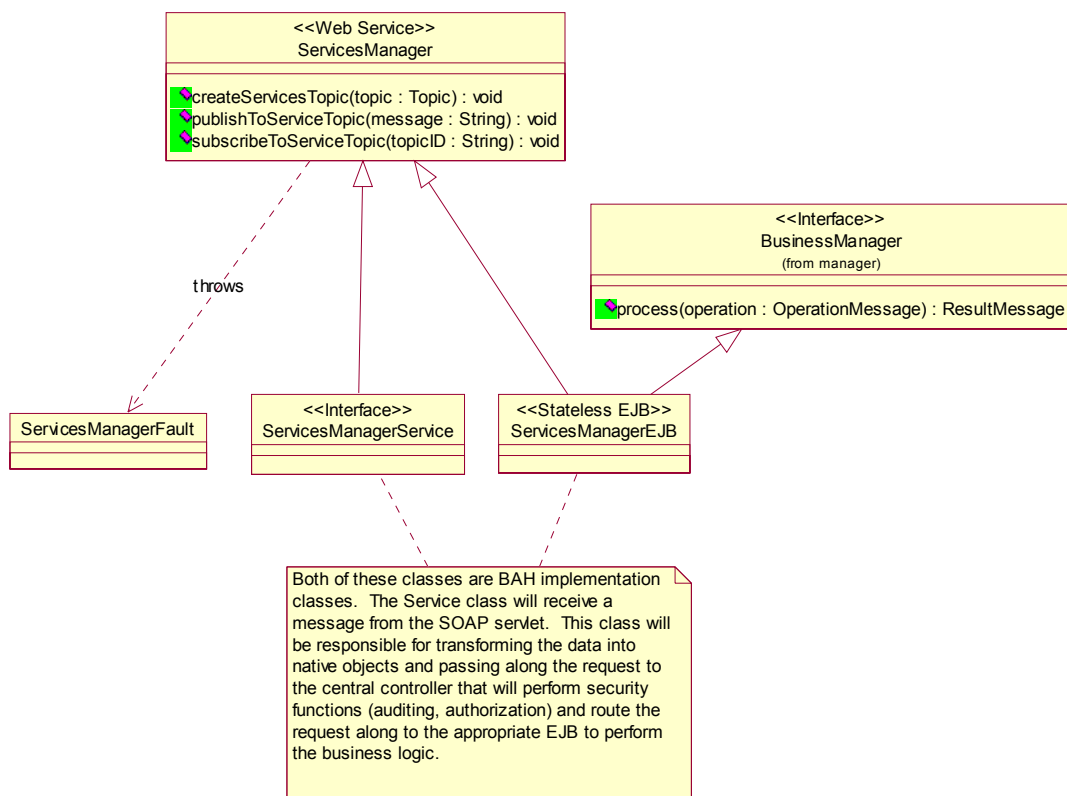 <<Web Service>>
ServicesManager
createServicesTopic(topic : Topic) : void
publishToServiceTopic(message : String) : void
subscribeToServiceTopic(topicID : String) : void
<<Interface>>
BusinessManager
(from manager)
process(operation : OperationMessage) : ResultMessage
throws
ServicesManagerFault
<<Interface>>
ServicesManagerService
<<Stateless EJB>>
ServicesManagerEJB
Both of these classes are BAH implementation
classes.  The Service class will receive a
message from the SOAP servlet.  This class will
be responsible for transforming the data into
native objects and passing along the request to
the central controller that will perform security
functions (auditing, authorization) and route the
request along to the appropriate EJB to perform
the business logic.